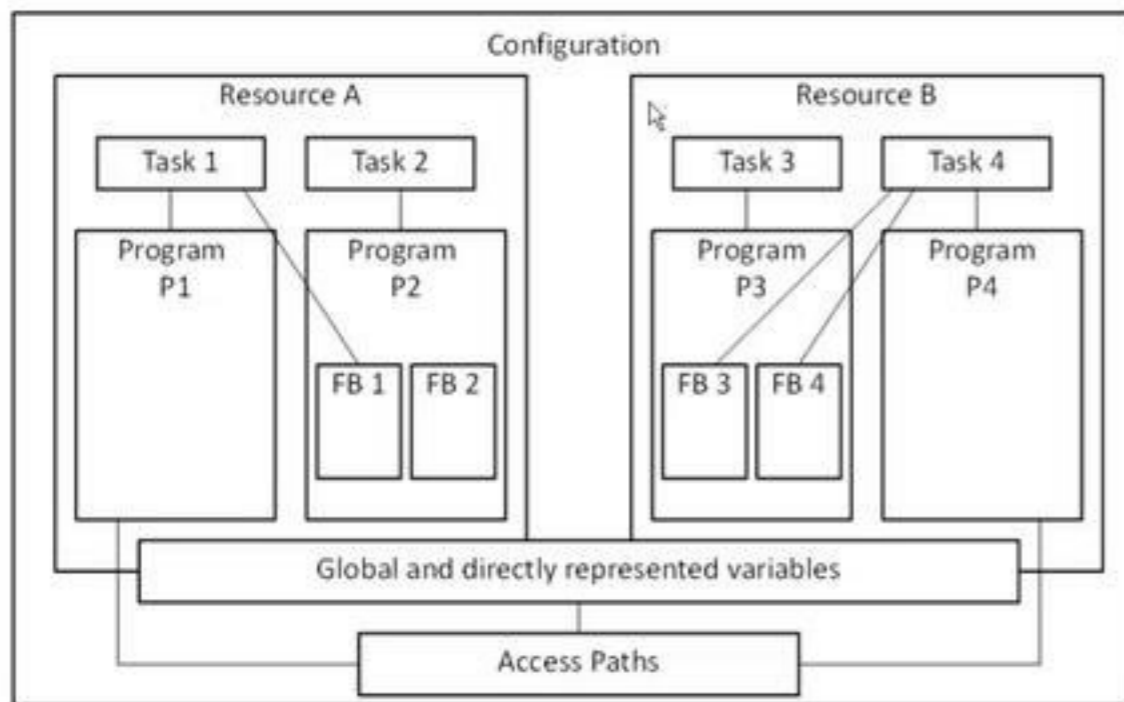 Configuration
Resource A
Resource B
Task 1
Task 2
Task 3
Task 4
Program
P1
Program
P2
Program
P3
Program
P4
FB 1
FB 2
FB 3
FB 4
Global and directly represented variables
Access Paths